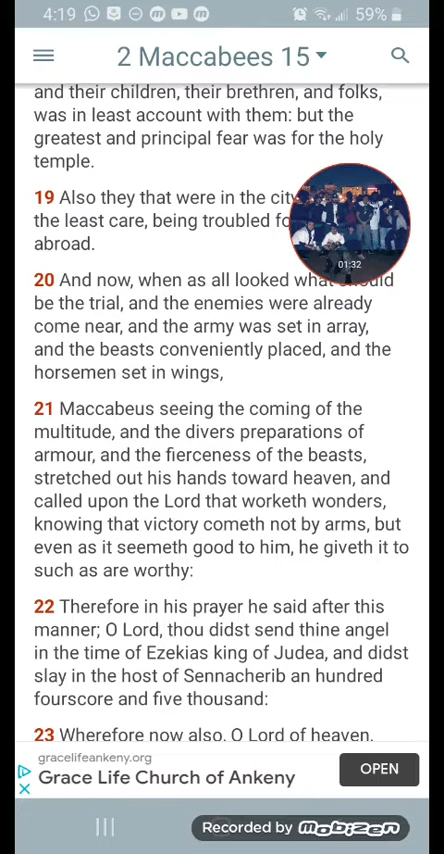 4:19 59%
2 Maccabees 15
and their children, their brethren, and folks,
was in least account with them: but the
greatest and principal fear was for the holy
temple.
19 Also they that were in the city
the least care, being troubled
abroad.
01:32
20 And now, when as all looked what should
be the trial, and the enemies were already
come near, and the army was set in array,
and the beasts conveniently placed, and the
horsemen set in wings,
21 Maccabeus seeing the coming of the
multitude, and the divers preparations of
armour, and the fierceness of the beasts,
stretched out his hands toward heaven, and
called upon the Lord that worketh wonders,
knowing that victory cometh not by arms, but
even as it seemeth good to him, he giveth it to
such as are worthy:
22 Therefore in his prayer he said after this
manner; O Lord, thou didst send thine angel
in the time of Ezekias king of Judea, and didst
slay in the host of Sennacherib an hundred
fourscore and five thousand:
23 Wherefore now also, O Lord of heaven,
gracelifeankeny.org
Grace Life Church of Ankeny
OPEN
Recorded by Mobizen